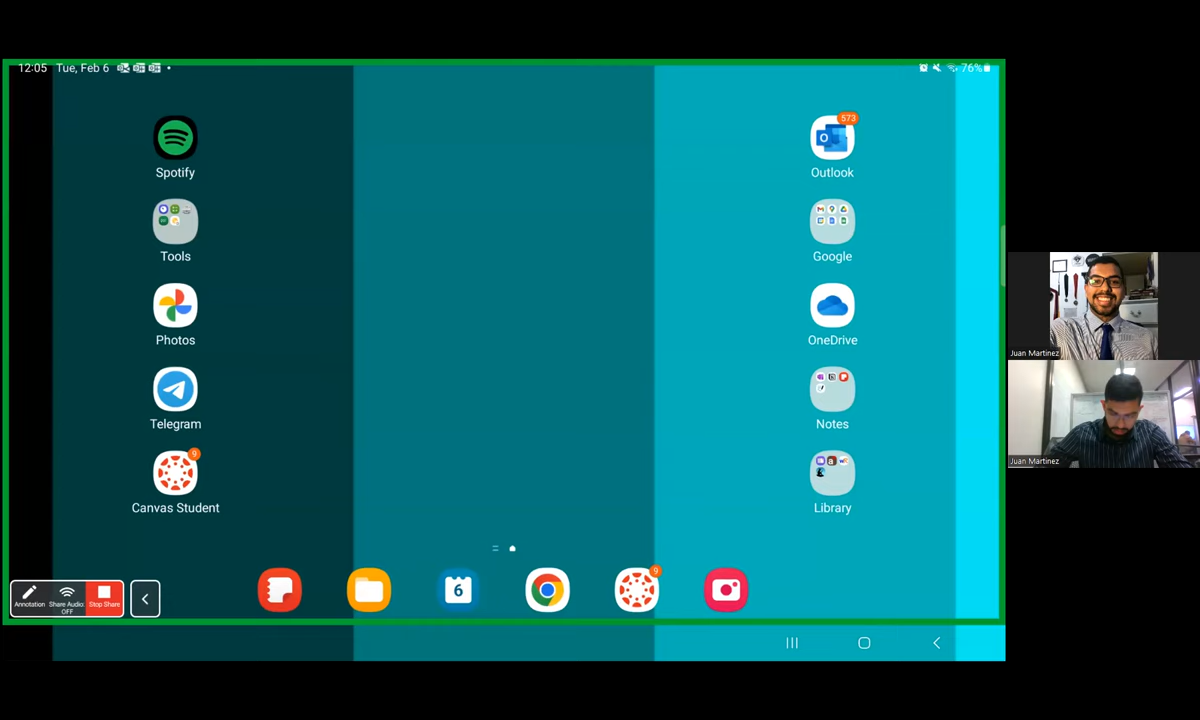 12:05 Tue, Feb 6
76%
573
Spotify
Outlook
Tools
Google
Photos
OneDrive
Juan Martinez
Telegram
Notes
Juan Martinez
9
Canvas Student
Library
6
9
Annotation
Share Audio: OFF
Stop Share